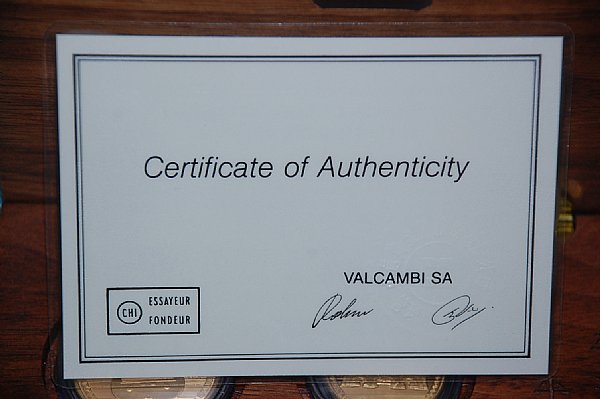 Certificate of Authenticity
VALCAMBI SA
CHI
ESSAYEUR
FONDEUR